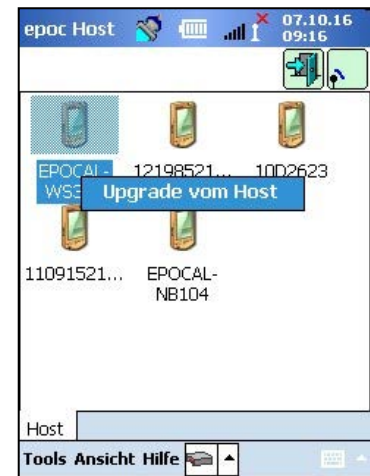 epoc Host
07.10.16
09:16
EPOCAL-
12198521...
10D2623
Upgrade vom Host
11091521...
EPOCAL-
NB104
Host
Tools Ansicht Hilfe